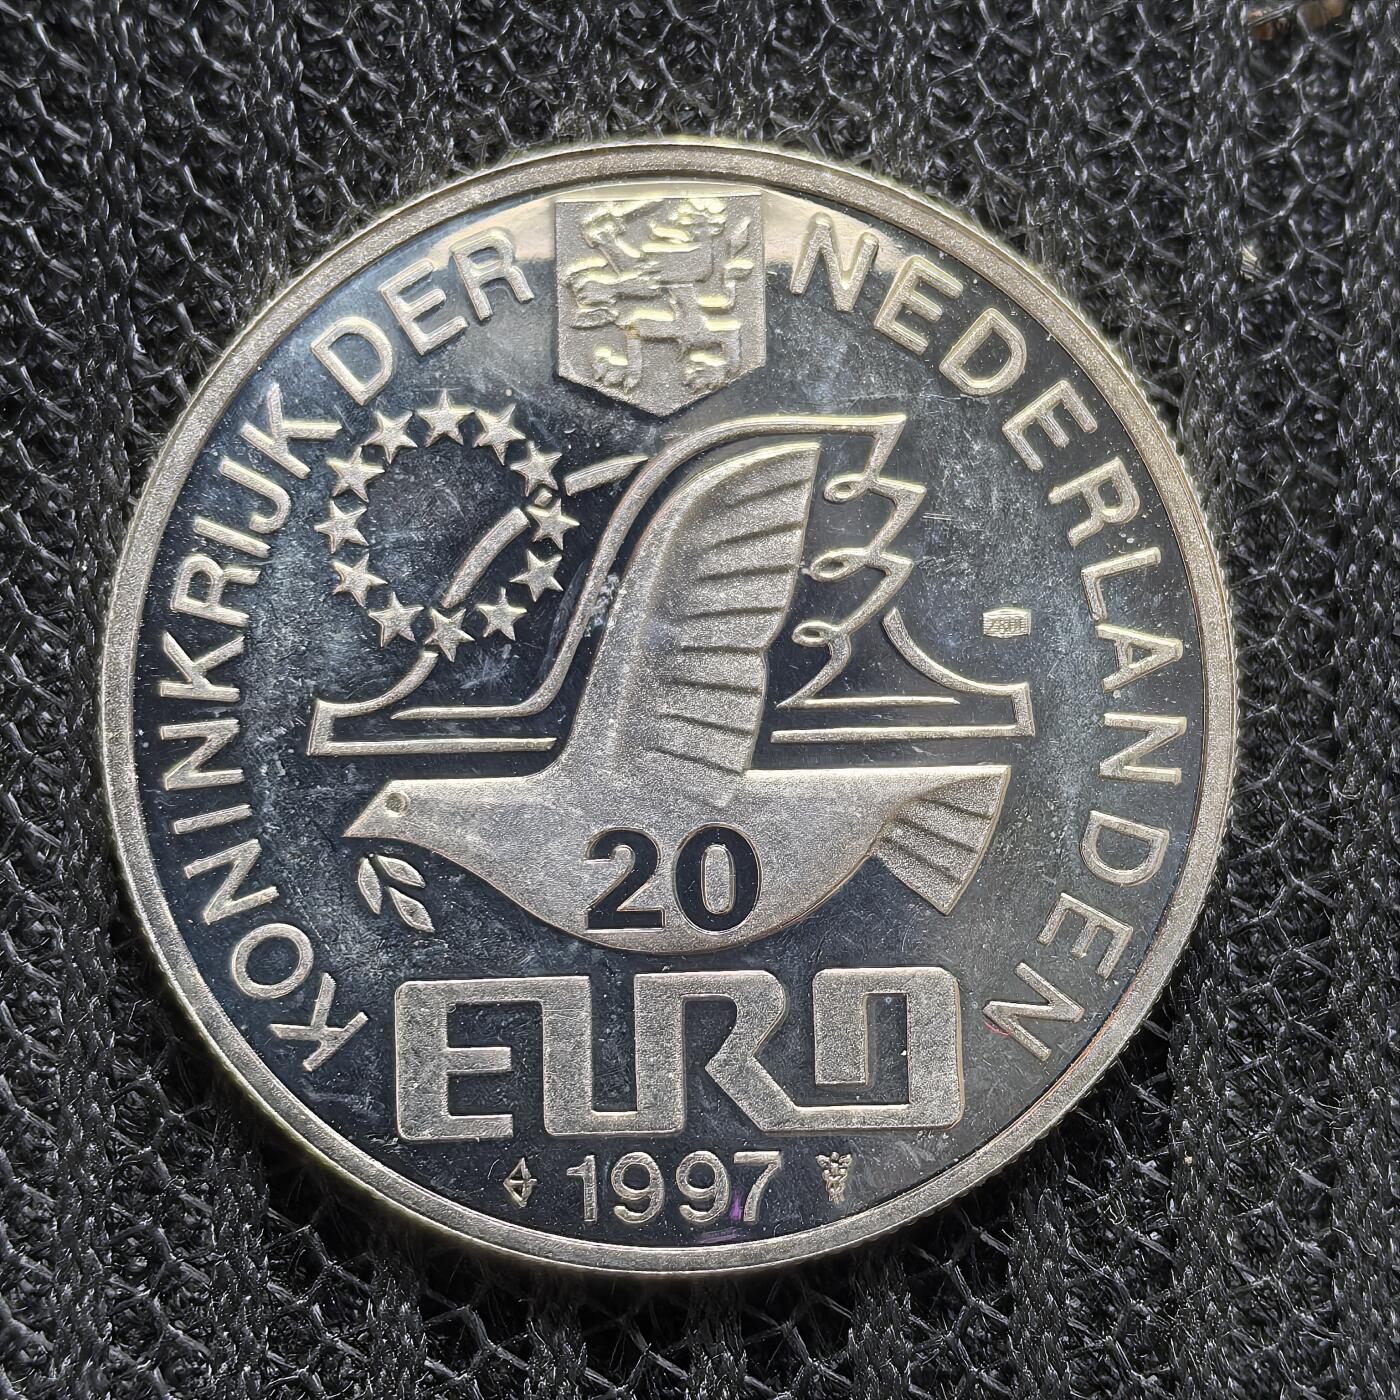 KONINKRIJK DER NEDERLANDEN
20
EURO
1997